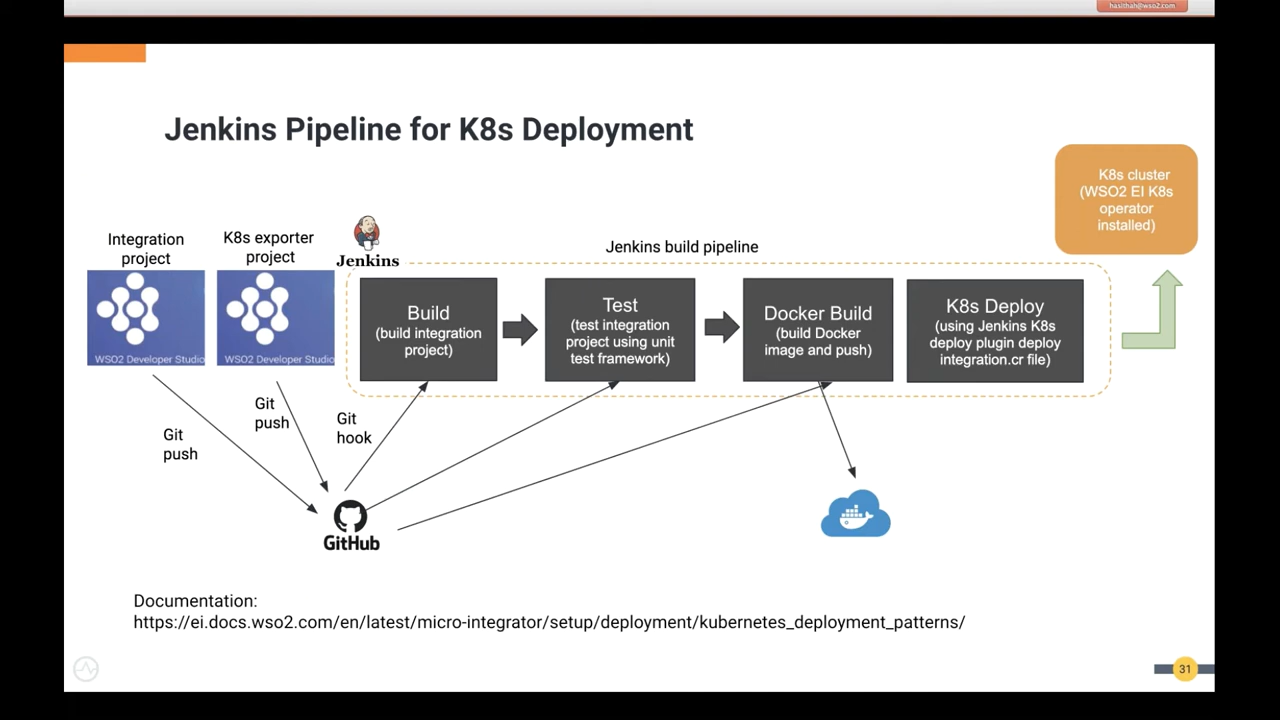 hasithah@wso2.com
Jenkins Pipeline for K8s Deployment
K8s cluster
(WSO2 EI K8s
operator
installed)
Integration
project
K8s exporter
project
Jenkins
Jenkins build pipeline
WSO2 Developer Studio
WSO2 Developer Studio
Build
(build integration
project)
Test
(test integration
project using unit
test framework)
Docker Build
(build Docker
image and push)
K8s Deploy
(using Jenkins K8s
deploy plugin deploy
integration.cr file)
Git
push
Git
push
Git
hook
GitHub
Documentation:
https://ei.docs.wso2.com/en/latest/micro-integrator/setup/deployment/kubernetes_deployment_patterns/
31